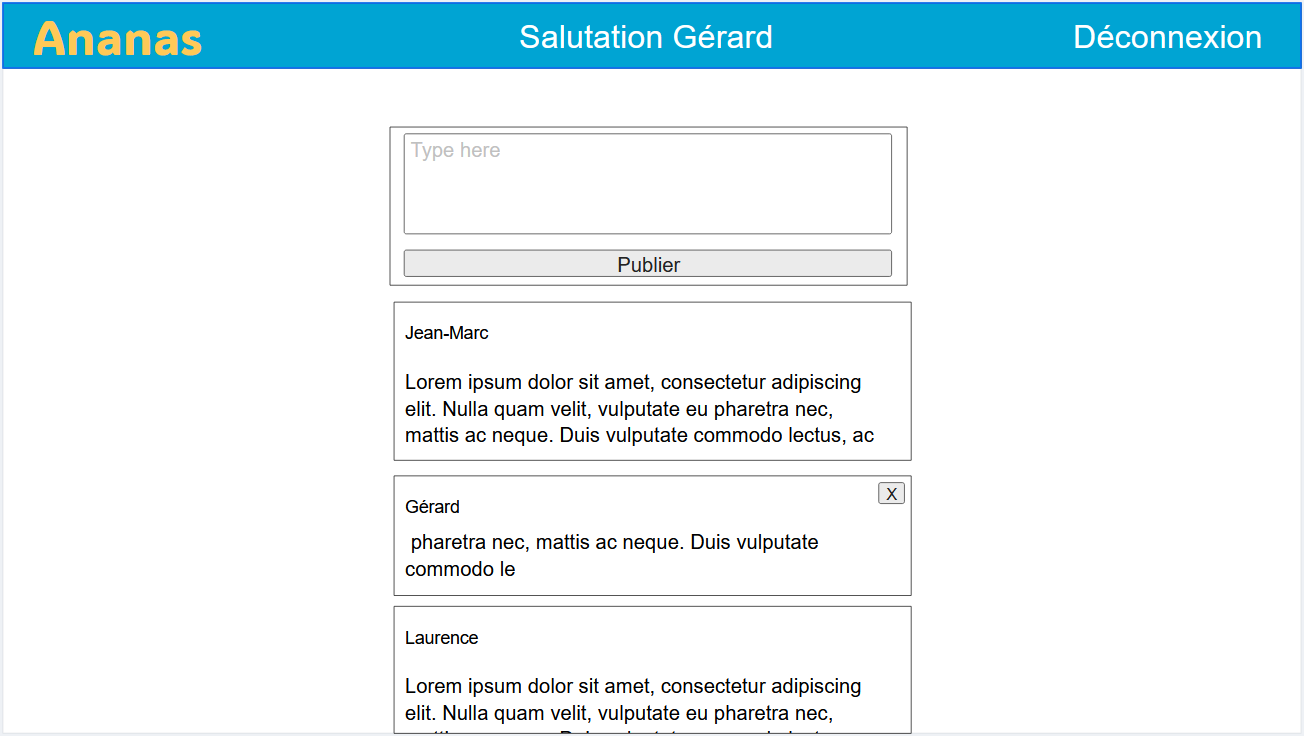 Ananas
Salutation Gérard
Déconnexion
Type here
Publier
Jean-Marc
Lorem ipsum dolor sit amet, consectetur adipiscing
elit. Nulla quam velit, vulputate eu pharetra nec,
mattis ac neque. Duis vulputate commodo lectus, ac
X
Gérard
pharetra nec, mattis ac neque. Duis vulputate
commodo le
Laurence
Lorem ipsum dolor sit amet, consectetur adipiscing
elit. Nulla quam velit, vulputate eu pharetra nec,